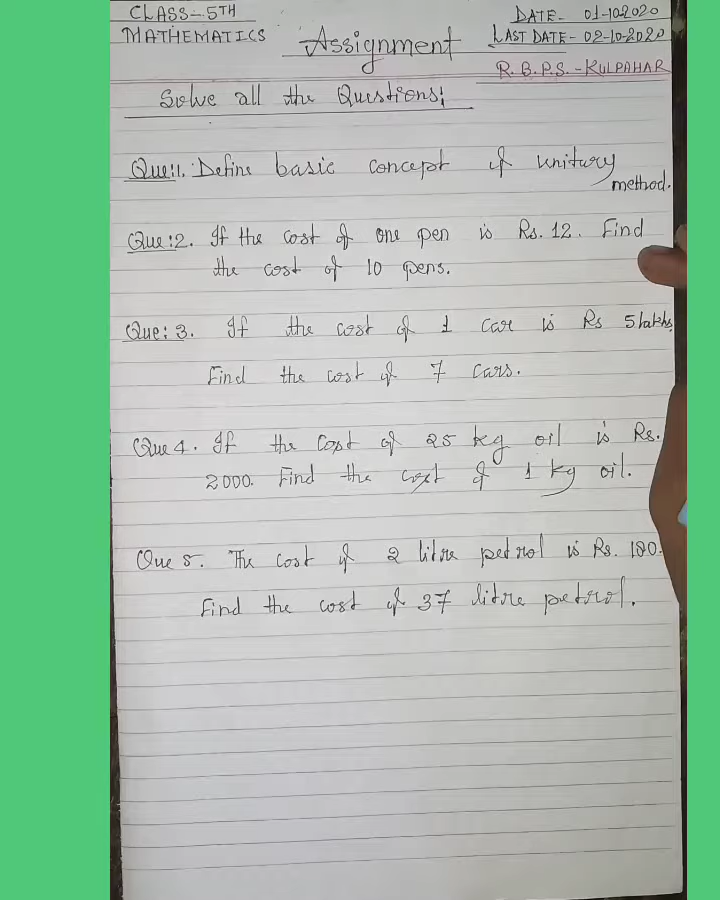 CLASS-5TH
DATE- 01-102020
MATHEMATICS
Assignment
LAST DATE- 02-10-2020
R.B.P.S.-KULPAHAR
Solve all the Questions:
Que:1. Define basic concept of unitary method.
Que:2. If the cost of one pen is Rs. 12. Find
the cost of 10 pens.
Que: 3. If the cost of 1 car is Rs 5 lakhs
Find the cost of 7 cars.
Que 4. If the cost of 25 kg oil is Rs.
2000. Find the cost of 1 kg oil.
Que 5. The cost of 2 litre petrol is Rs.
Find the cost of 37 litre petrol.